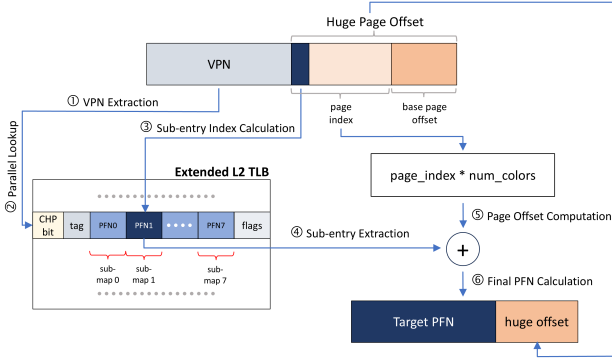 Huge Page Offset
VPN
① VPN Extraction
page
index
base page
offset
③ Sub-entry Index Calculation
② Parallel Lookup
Extended L2 TLB
page_index * num_colors
CHP
bit
tag
PFN0
PFN1
PFN7
flags
④ Sub-entry Extraction
⑤ Page Offset Computation
+
sub-
map 0
sub-
map 1
sub-
map 7
⑥ Final PFN Calculation
Target PFN
huge offset